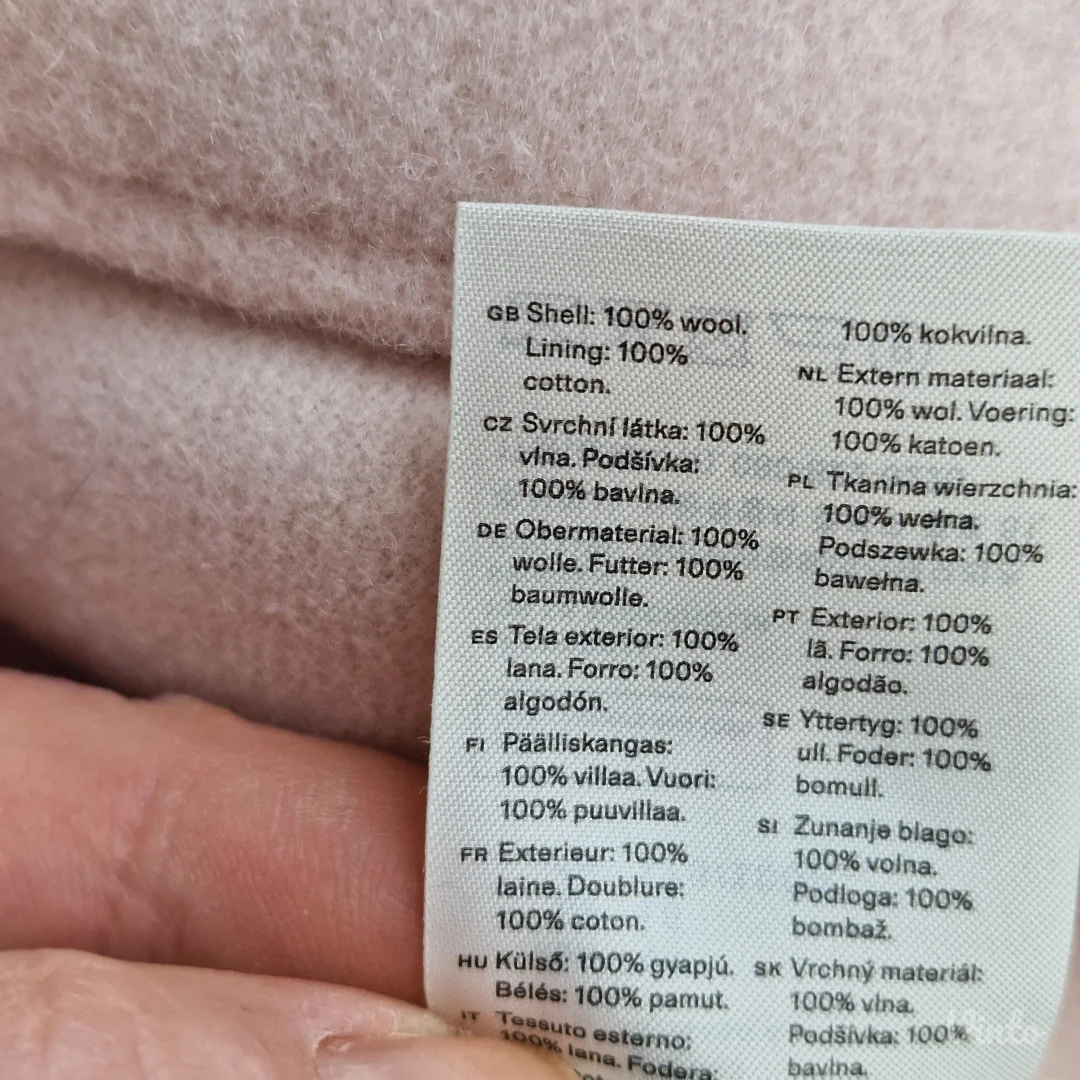 GB Shell: 100% wool.
Lining: 100%
cotton.
CZ Svrchní látka: 100%
vlna. Podšívka:
100% bavlna.
DE Obermaterial: 100%
wolle. Futter: 100%
baumwolle.
ES Tela exterior: 100%
lana. Forro: 100%
algodón.
FI Päälliskangas:
100% villaa. Vuori:
100% puuvillaa.
FR Exterieur: 100%
laine. Doublure:
100% coton.
HU Külső: 100% gyapjú.
Bélés: 100% pamut.
IT Tessuto esterno:
100% lana. Fodera:
100% kokvilna.
NL Extern materiaal:
100% wol. Voering:
100% katoen.
PL Tkanina wierzchnia:
100% wełna.
Podszewka: 100%
bawełna.
PT Exterior: 100%
lã. Forro: 100%
algodão.
SE Yttertyg: 100%
ull. Foder: 100%
bomull.
SI Zunanje blago:
100% volna.
Podloga: 100%
bombaž.
SK Vrchný materiál:
100% vlna.
Podšívka: 100%
bavlna.